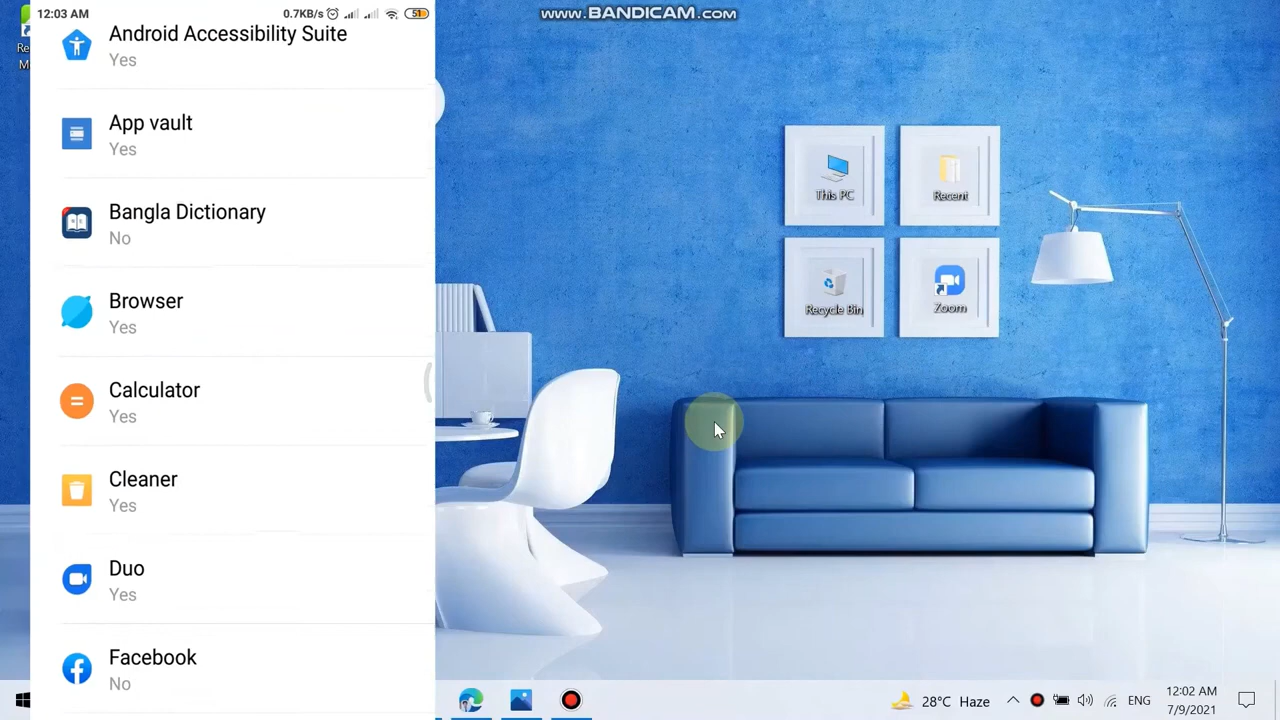 12:03 AM 0.7KB/s 51
www.BANDICAM.com
Android Accessibility Suite
Yes
App vault
Yes
Bangla Dictionary
No
Browser
Yes
Calculator
Yes
Cleaner
Yes
Duo
Yes
Facebook
No
This PC
Recent
Recycle Bin
Zoom
28°C Haze
ENG
12:02 AM
7/9/2021